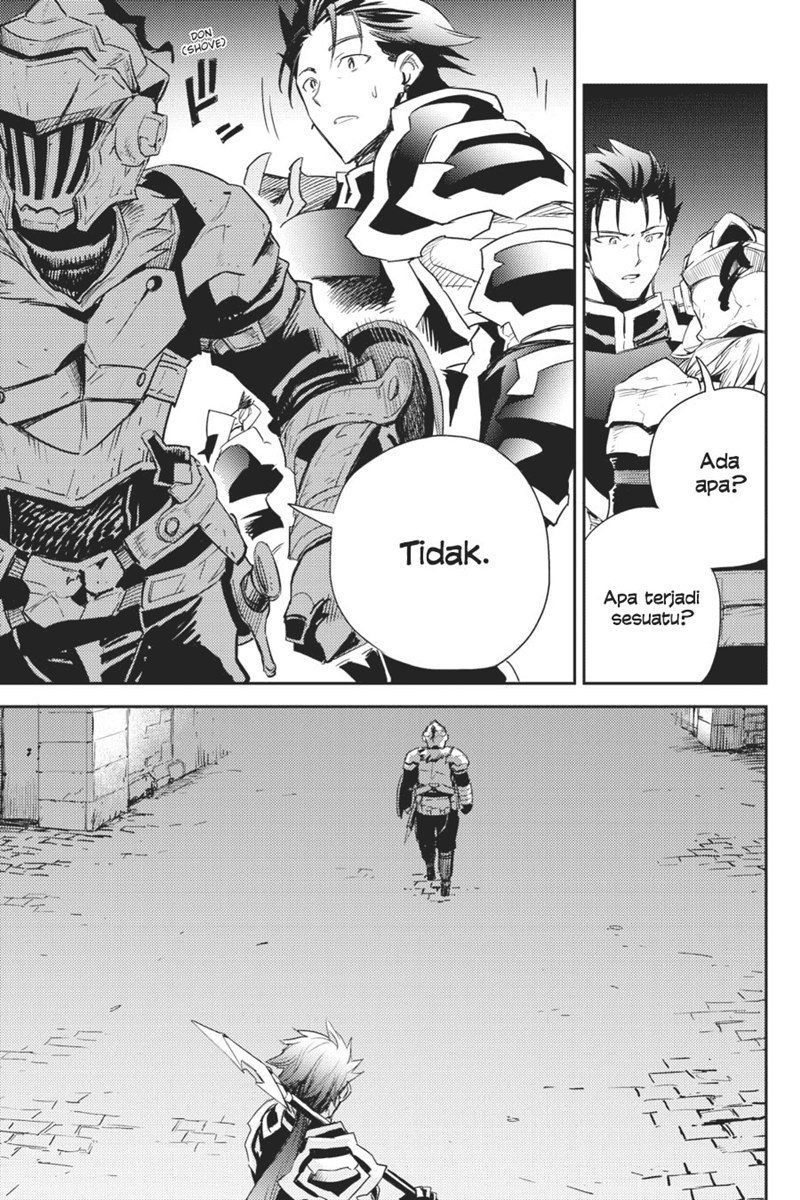 Ada
apa?
Apa terjadi
sesuatu?
DON
(SHOVE)
ドン
Tidak.